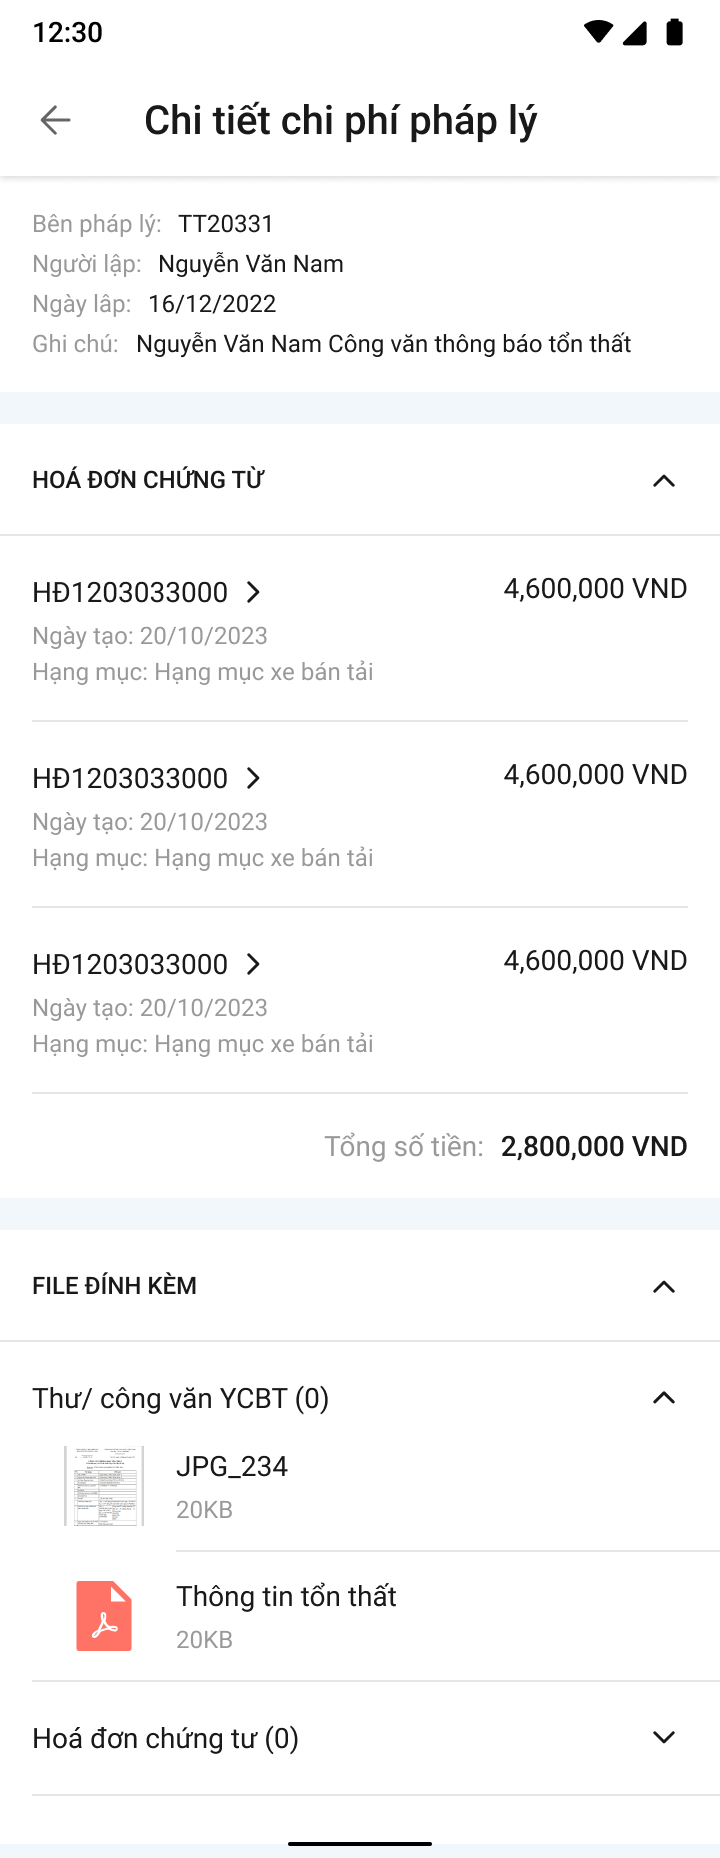 12:30
Chi tiết chi phí pháp lý
Bên pháp lý: TT20331
Người lập: Nguyễn Văn Nam
Ngày lâp: 16/12/2022
Ghi chú: Nguyễn Văn Nam Công văn thông báo tổn thất
HOÁ ĐƠN CHỨNG TỪ
HĐ1203033000 4,600,000 VND
Ngày tạo: 20/10/2023
Hạng mục: Hạng mục xe bán tải
HĐ1203033000 4,600,000 VND
Ngày tạo: 20/10/2023
Hạng mục: Hạng mục xe bán tải
HĐ1203033000 4,600,000 VND
Ngày tạo: 20/10/2023
Hạng mục: Hạng mục xe bán tải
Tổng số tiền: 2,800,000 VND
FILE ĐÍNH KÈM
Thư/ công văn YCBT (0)
JPG_234
20KB
Thông tin tổn thất
20KB
Hoá đơn chứng tư (0)